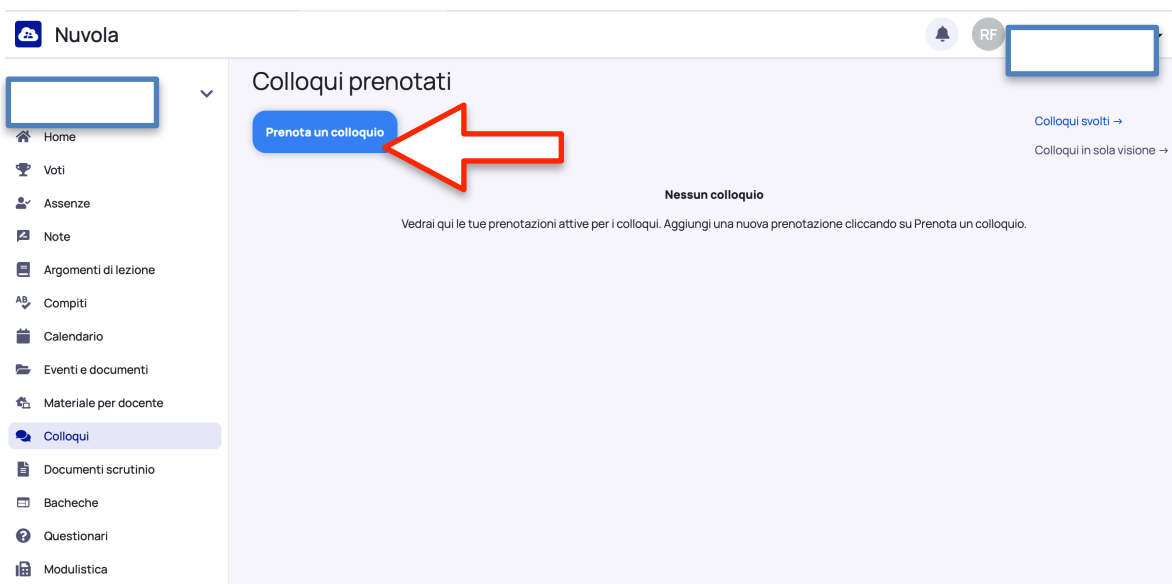 Nuvola
RF
Colloqui prenotati
Prenota un colloquio
Colloqui svolti →
Colloqui in sola visione →
Nessun colloquio
Vedrai qui le tue prenotazioni attive per i colloqui. Aggiungi una nuova prenotazione cliccando su Prenota un colloquio.
Home
Voti
Assenze
Note
Argomenti di lezione
AB Compiti
Calendario
Eventi e documenti
Materiale per docente
Colloqui
Documenti scrutinio
Bacheche
Questionari
Modulistica